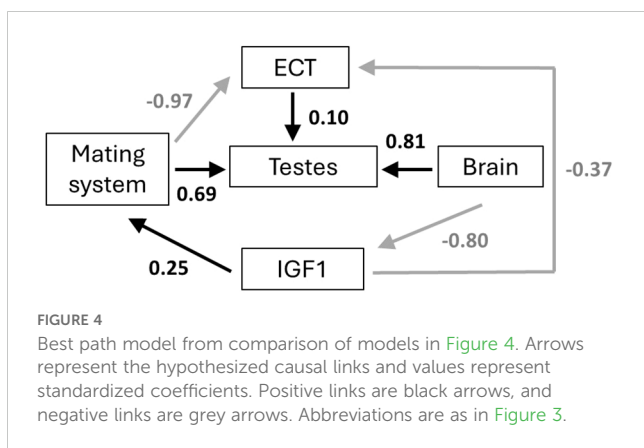 ECT
-0.97
0.10
0.81
Mating
system
Testes
Brain
-0.37
0.69
-0.80
0.25
IGF1
FIGURE 4
Best path model from comparison of models in Figure 4. Arrows
represent the hypothesized causal links and values represent
standardized coefficients. Positive links are black arrows, and
negative links are grey arrows. Abbreviations are as in Figure 3.